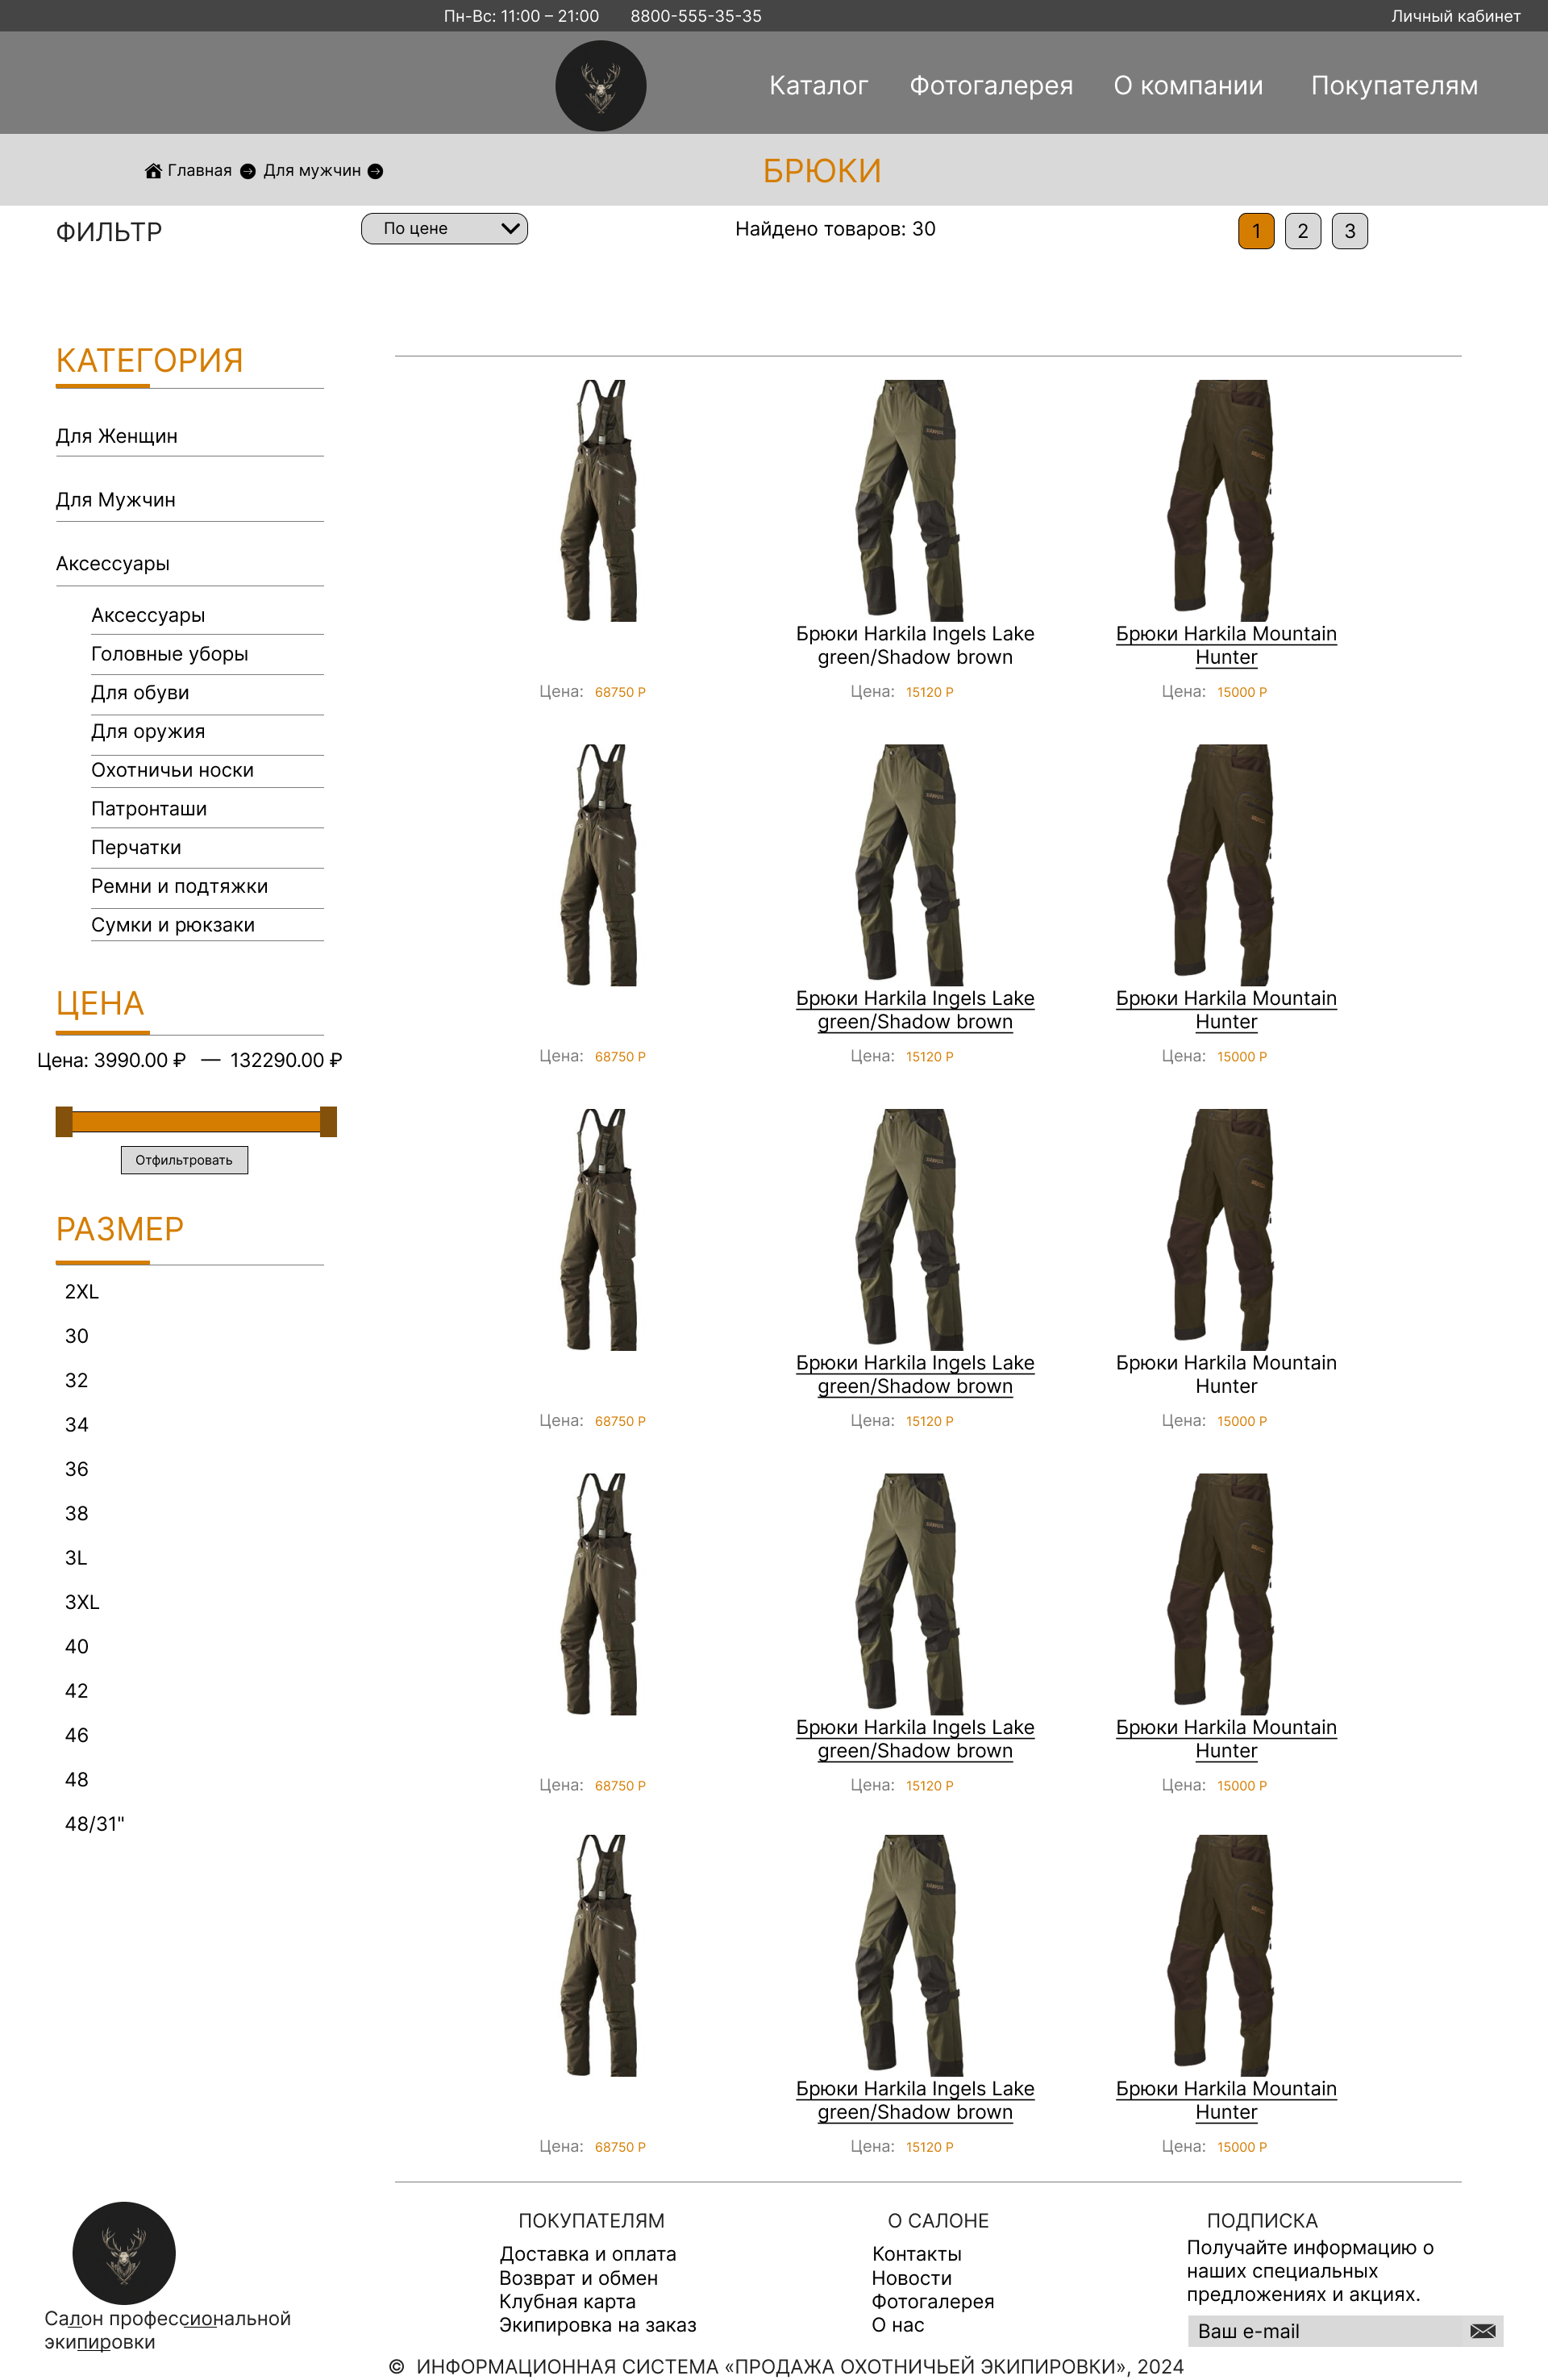 Пн-Вс: 11:00 – 21:00 8800-555-35-35 Личный кабинет
Каталог Фотогалерея О компании Покупателям
Главная Для мужчин
БРЮКИ
ФИЛЬТР
По цене
Найдено товаров: 30
1 2 3
КАТЕГОРИЯ
Для Женщин
Для Мужчин
Аксессуары
Аксессуары
Головные уборы
Для обуви
Для оружия
Охотничьи носки
Патронташи
Перчатки
Ремни и подтяжки
Сумки и рюкзаки
ЦЕНА
Цена: 3990.00 ₽ — 132290.00 ₽
Отфильтровать
РАЗМЕР
2XL
30
32
34
36
38
3L
3XL
40
42
46
48
48/31"
Брюки Harkila Ingels Lake
green/Shadow brown
Брюки Harkila Mountain
Hunter
Цена: 68750 Р
Цена: 15120 Р
Цена: 15000 Р
Брюки Harkila Ingels Lake
green/Shadow brown
Брюки Harkila Mountain
Hunter
Цена: 68750 Р
Цена: 15120 Р
Цена: 15000 Р
Брюки Harkila Ingels Lake
green/Shadow brown
Брюки Harkila Mountain
Hunter
Цена: 68750 Р
Цена: 15120 Р
Цена: 15000 Р
Брюки Harkila Ingels Lake
green/Shadow brown
Брюки Harkila Mountain
Hunter
Цена: 68750 Р
Цена: 15120 Р
Цена: 15000 Р
Брюки Harkila Ingels Lake
green/Shadow brown
Брюки Harkila Mountain
Hunter
Цена: 68750 Р
Цена: 15120 Р
Цена: 15000 Р
Салон профессиональной
экипировки
ПОКУПАТЕЛЯМ
Доставка и оплата
Возврат и обмен
Клубная карта
Экипировка на заказ
О САЛОНЕ
Контакты
Новости
Фотогалерея
О нас
ПОДПИСКА
Получайте информацию о
наших специальных
предложениях и акциях.
Ваш e-mail
© ИНФОРМАЦИОННАЯ СИСТЕМА «ПРОДАЖА ОХОТНИЧЬЕЙ ЭКИПИРОВКИ», 2024